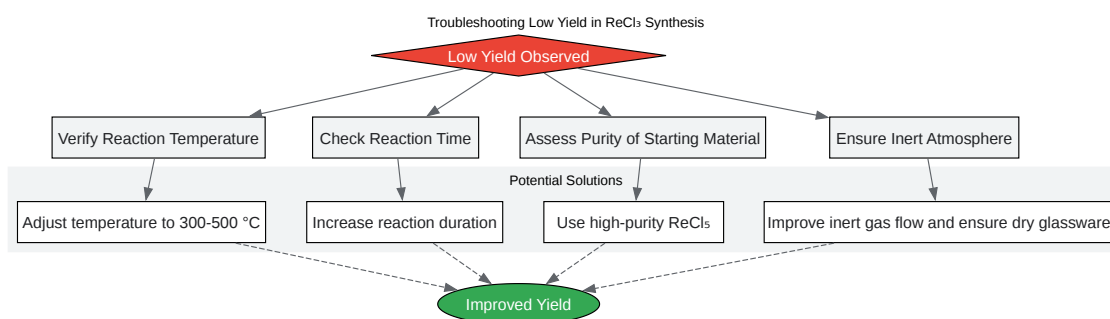 Troubleshooting Low Yield in ReCl₃ Synthesis
Low Yield Observed
Verify Reaction Temperature
Check Reaction Time
Assess Purity of Starting Material
Ensure Inert Atmosphere
Potential Solutions
Adjust temperature to 300-500 °C
Increase reaction duration
Use high-purity ReCl₅
Improve inert gas flow and ensure dry glassware
Improved Yield